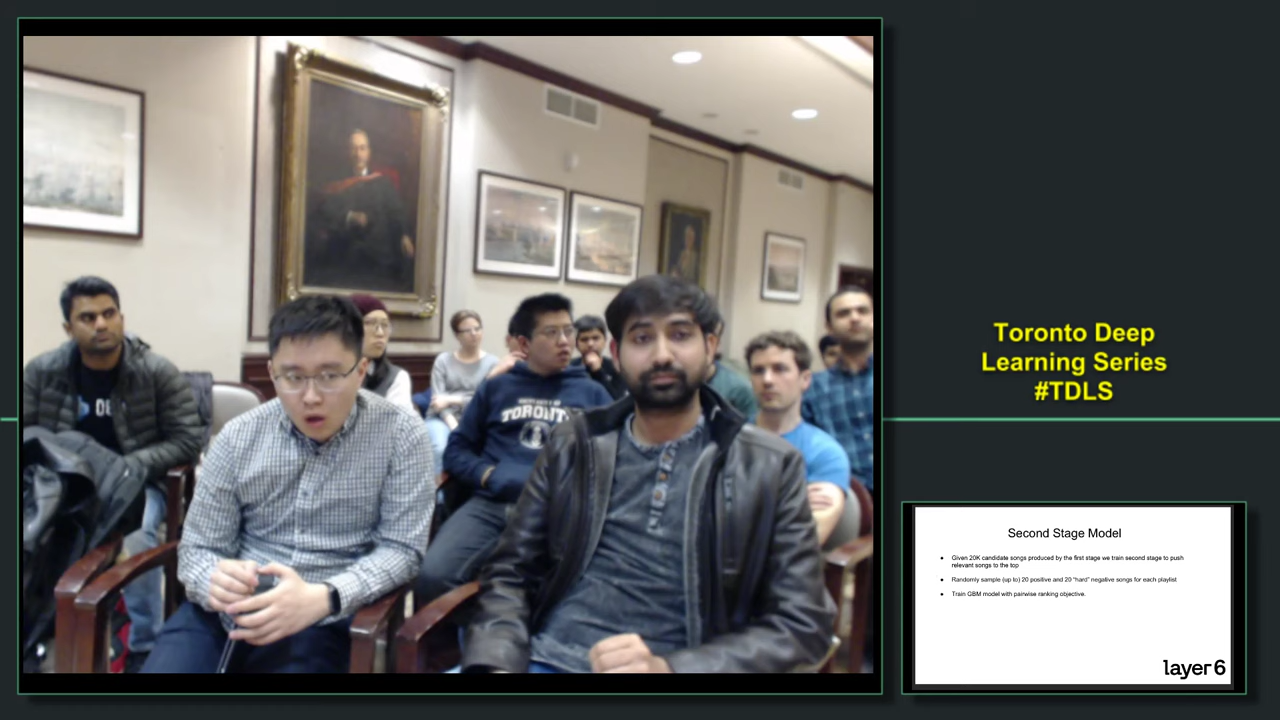 UNIVERSITY OF
TORONTO
Toronto Deep
Learning Series
#TDLS
Second Stage Model
● Given 20K candidate songs produced by the first stage we train second stage to push
relevant songs to the top
● Randomly sample (up to) 20 positive and 20 "hard" negative songs for each playlist
● Train GBM model with pairwise ranking objective.
layer 6